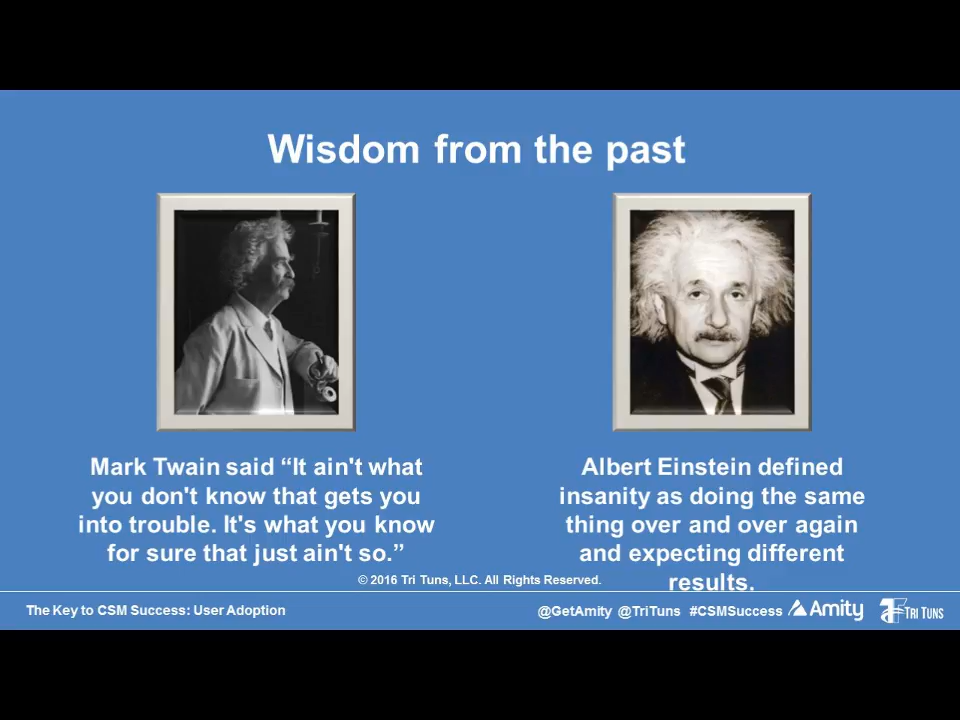 Wisdom from the past
Mark Twain said “It ain't what
you don't know that gets you
into trouble. It's what you know
for sure that just ain't so.”
Albert Einstein defined
insanity as doing the same
thing over and over again
and expecting different
results.
© 2016 Tri Tuns, LLC. All Rights Reserved.
The Key to CSM Success: User Adoption
@GetAmity @TriTuns #CSMSuccess Amity TRI TUNS